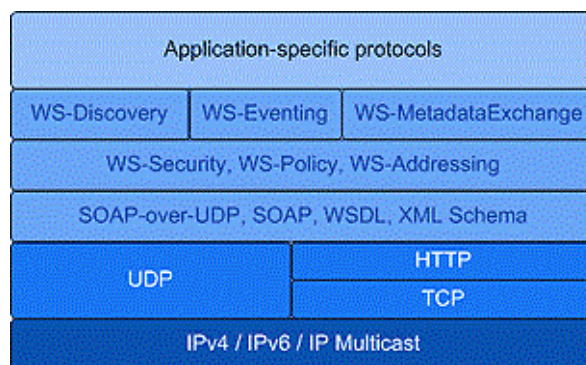 Application-specific protocols
WS-Discovery
WS-Eventing
WS-MetadataExchange
WS-Security, WS-Policy, WS-Addressing
SOAP-over-UDP, SOAP, WSDL, XML Schema
UDP
HTTP
TCP
IPv4 / IPv6 / IP Multicast